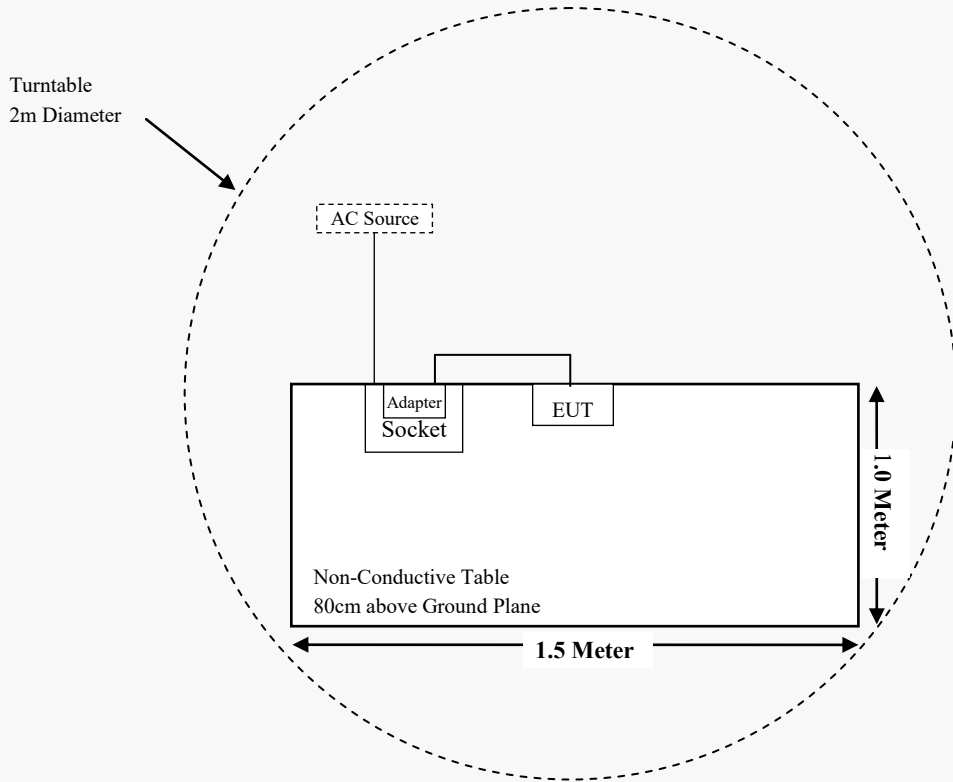 Turntable
2m Diameter
AC Source
Adapter
Socket
EUT
1.0 Meter
Non-Conductive Table
80cm above Ground Plane
1.5 Meter